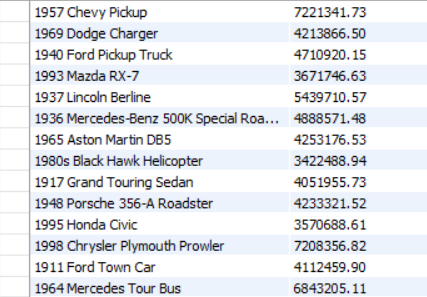 1957 Chevy Pickup 7221341.73
1969 Dodge Charger 4213866.50
1940 Ford Pickup Truck 4710920.15
1993 Mazda RX-7 3671746.63
1937 Lincoln Berline 5439710.57
1936 Mercedes-Benz 500K Special Roa... 4888571.48
1965 Aston Martin DB5 4253176.53
1980s Black Hawk Helicopter 3422488.94
1917 Grand Touring Sedan 4051955.73
1948 Porsche 356-A Roadster 4233321.52
1995 Honda Civic 3570688.61
1998 Chrysler Plymouth Prowler 7208356.82
1911 Ford Town Car 4112459.90
1964 Mercedes Tour Bus 6843205.11